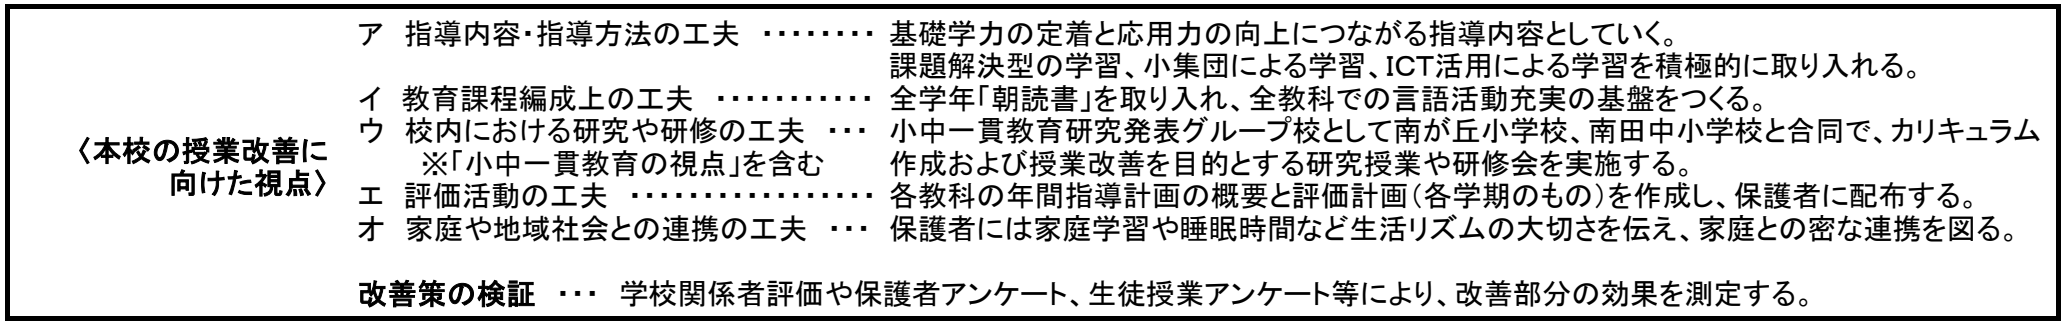 ア　指導内容・指導方法の工夫　・・・・・・・・　基礎学力の定着と応用力の向上につながる指導内容としていく。
課題解決型の学習、小集団による学習、ICT活用による学習を積極的に取り入れる。
イ　教育課程編成上の工夫　・・・・・・・・・・・　全学年「朝読書」を取り入れ、全教科での言語活動充実の基盤をつくる。
ウ　校内における研究や研修の工夫　・・・　小中一貫教育研究発表グループ校として南が丘小学校、南田中小学校と合同で、カリキュラム
〈本校の授業改善に
※「小中一貫教育の視点」を含む　作成および授業改善を目的とする研究授業や研修会を実施する。
向けた視点〉
エ　評価活動の工夫　・・・・・・・・・・・・・・・・・　各教科の年間指導計画の概要と評価計画（各学期のもの）を作成し、保護者に配布する。
オ　家庭や地域社会との連携の工夫　・・・　保護者には家庭学習や睡眠時間など生活リズムの大切さを伝え、家庭との密な連携を図る。
改善策の検証　・・・　学校関係者評価や保護者アンケート、生徒授業アンケート等により、改善部分の効果を測定する。